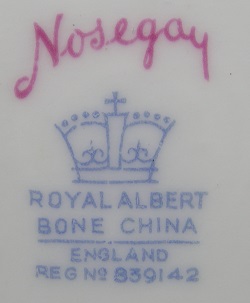 Nosegay
ROYAL ALBERT
BONE CHINA
ENGLAND
REG Nº 839142